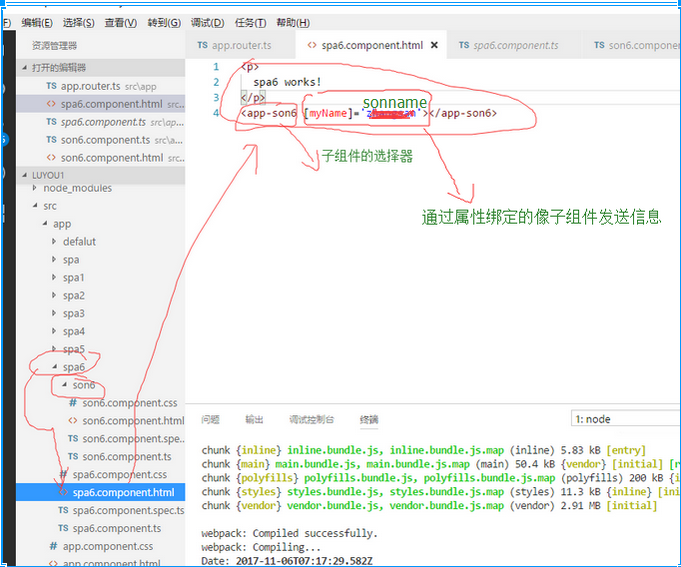 F) 编辑(E) 选择(S) 查看(V) 转到(G) 调试(D) 任务(T) 帮助(H)
资源管理器
TS app.router.ts
<> spa6.component.html ×
TS spa6.component.ts
TS son6.componen
打开的编辑器
TS app.router.ts src\app
<> spa6.component.html src...
TS spa6.component.ts src\ap...
TS son6.component.ts src\a...
<> son6.component.html src...
LUYOU1
node_modules
src
app
defalut
spa
spa1
spa2
spa3
spa4
spa5
spa6
son6
# son6.component.css
<> son6.component.html
TS son6.component.spe...
TS son6.component.ts
# spa6.component.css
<> spa6.component.html
TS spa6.component.spec.ts
TS spa6.component.ts
# app.component.css
<> app.component.html
1 <p>
2 spa6 works!
3 </p>
sonname
4 <app-son6 [myName]='></app-son6>
子组件的选择器
通过属性绑定的像子组件发送信息
问题 输出 调试控制台 终端 1: node
chunk {inline} inline.bundle.js, inline.bundle.js.map (inline) 5.83 kB [entry]
chunk {main} main.bundle.js, main.bundle.js.map (main) 50.4 kB {vendor} [initial] [r
chunk {polyfills} polyfills.bundle.js, polyfills.bundle.js.map (polyfills) 200 kB {i
chunk {styles} styles.bundle.js, styles.bundle.js.map (styles) 11.3 kB {inline} [ini
chunk {vendor} vendor.bundle.js, vendor.bundle.js.map (vendor) 2.91 MB [initial]
webpack: Compiled successfully.
webpack: Compiling...
Date: 2017-11-06T07:17:29.582Z